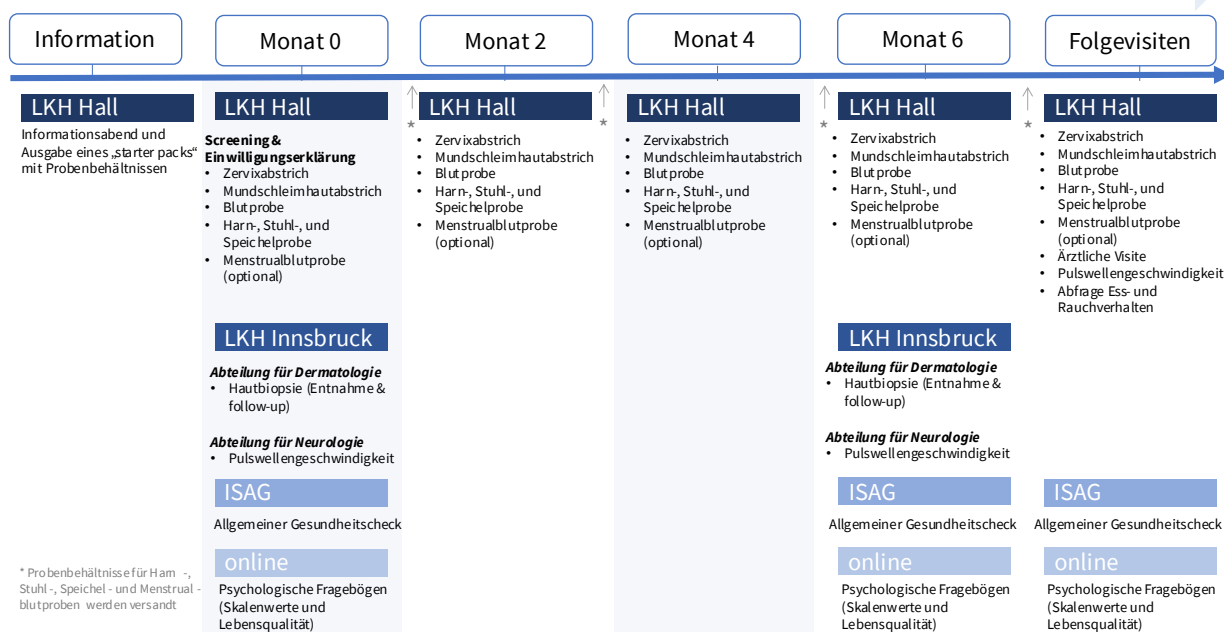 Information
Monat 0
Monat 2
Monat 4
Monat 6
Folgevisiten
LKH Hall
Informationsabend und
Ausgabe eines „starter packs“
mit Probenbehältnissen
LKH Hall
Screening &
Einwilligungserklärung
• Zervixabstrich
• Mundschleimhautabstrich
• Blutprobe
• Harn-, Stuhl-, und
Speichelprobe
• Menstrualblutprobe
(optional)
LKH Innsbruck
Abteilung für Dermatologie
• Hautbiopsie (Entnahme &
follow-up)
Abteilung für Neurologie
• Pulswellengeschwindigkeit
ISAG
Allgemeiner Gesundheitscheck
online
Psychologische Fragebögen
(Skalenwerte und
Lebensqualität)
*
LKH Hall
• Zervixabstrich
• Mundschleimhautabstrich
• Blutprobe
• Harn-, Stuhl-, und
Speichelprobe
• Menstrualblutprobe
(optional)
*
LKH Hall
• Zervixabstrich
• Mundschleimhautabstrich
• Blutprobe
• Harn-, Stuhl-, und
Speichelprobe
• Menstrualblutprobe
(optional)
*
LKH Hall
• Zervixabstrich
• Mundschleimhautabstrich
• Blutprobe
• Harn-, Stuhl-, und
Speichelprobe
• Menstrualblutprobe
(optional)
LKH Innsbruck
Abteilung für Dermatologie
• Hautbiopsie (Entnahme &
follow-up)
Abteilung für Neurologie
• Pulswellengeschwindigkeit
ISAG
Allgemeiner Gesundheitscheck
online
Psychologische Fragebögen
(Skalenwerte und
Lebensqualität)
*
LKH Hall
• Zervixabstrich
• Mundschleimhautabstrich
• Blutprobe
• Harn-, Stuhl-, und
Speichelprobe
• Menstrualblutprobe
(optional)
• Ärztliche Visite
• Pulswellengeschwindigkeit
• Abfrage Ess- und
Rauchverhalten
ISAG
Allgemeiner Gesundheitscheck
online
Psychologische Fragebögen
(Skalenwerte und
Lebensqualität)
* Probenbehältnisse für Harn -,
Stuhl -, Speichel - und Menstrual -
blutproben werden versandt